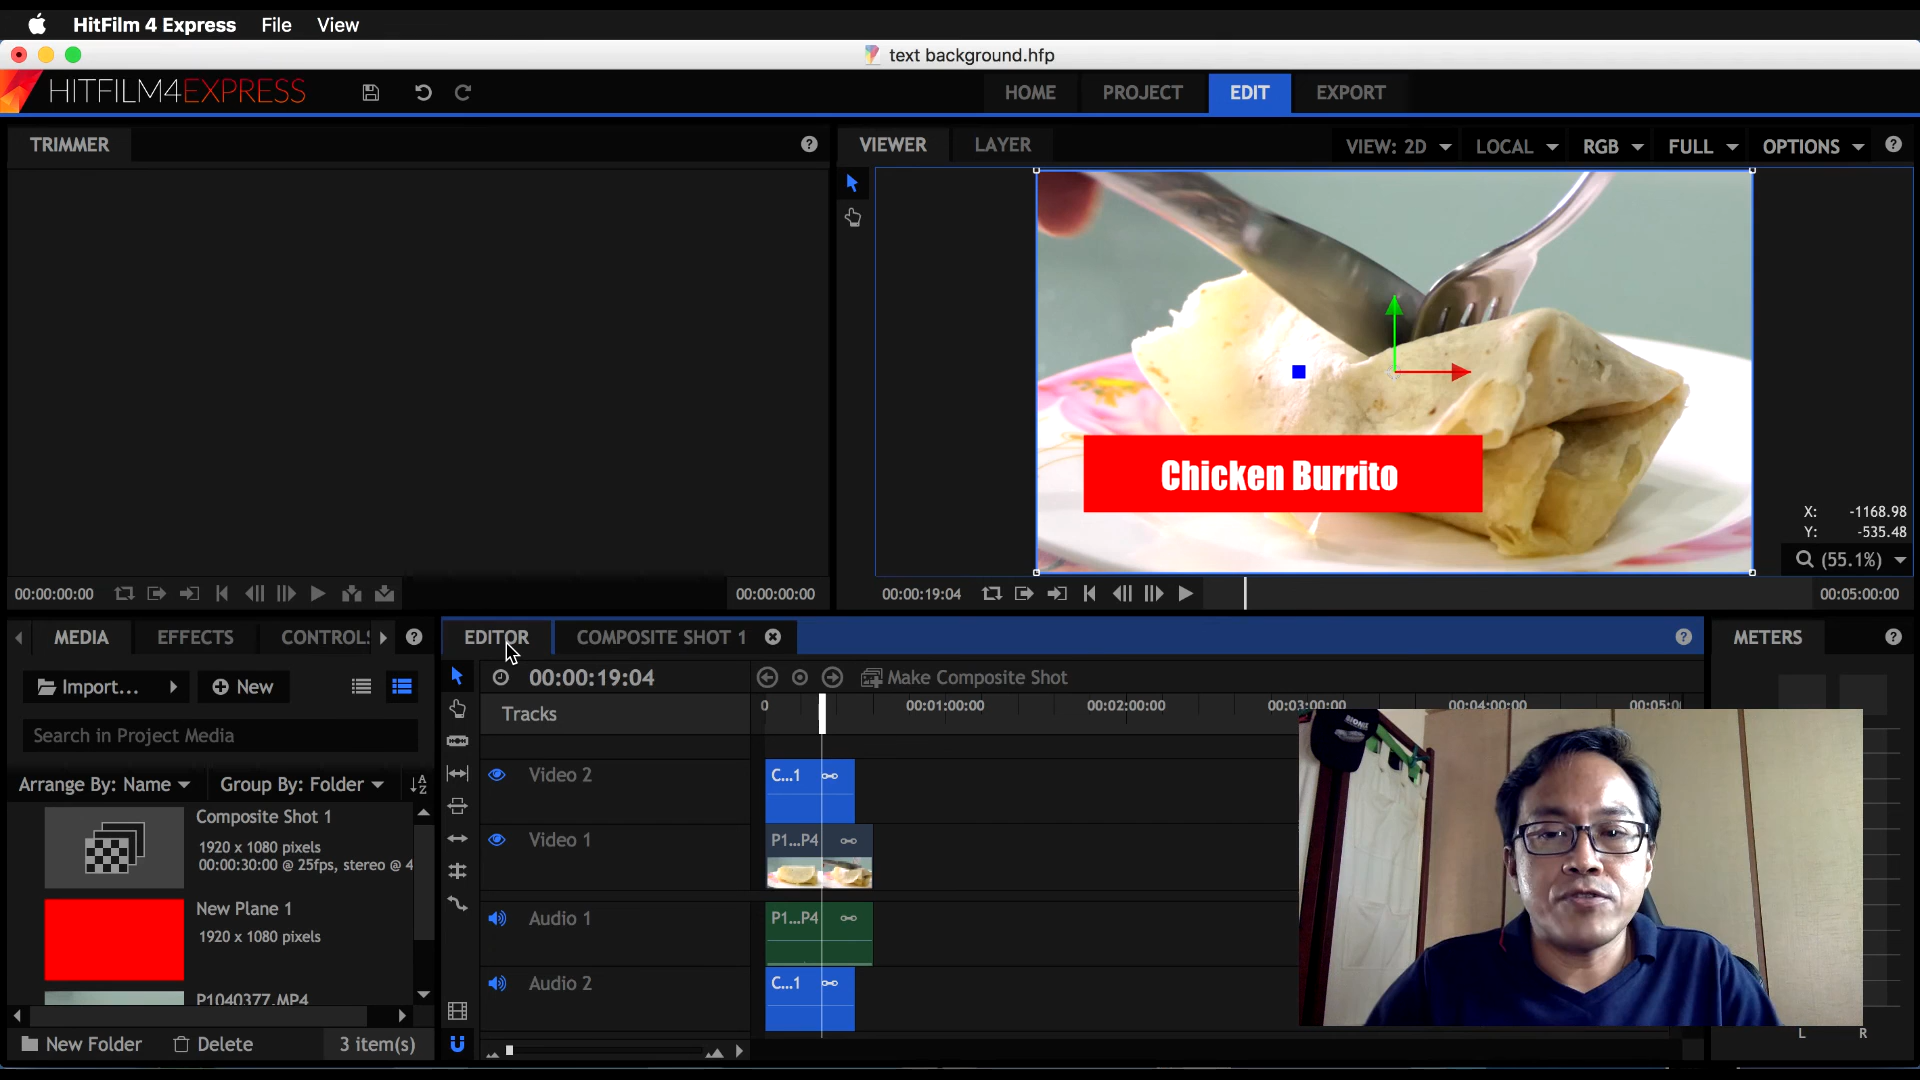 HitFilm 4 Express File View
text background.hfp
HITFILM4EXPRESS
HOME PROJECT EDIT EXPORT
TRIMMER
VIEWER LAYER VIEW: 2D LOCAL RGB FULL OPTIONS
Chicken Burrito
X: -1168.98
Y: -535.48
(55.1%)
00:00:00:00 00:00:00:00
00:00:19:04 00:05:00:00
MEDIA EFFECTS CONTROLS
EDITOR COMPOSITE SHOT 1
METERS
Import... New
00:00:19:04 Make Composite Shot
Tracks
0 00:01:00:00 00:02:00:00 00:03:00:00 00:04:00:00 00:05:0
Search in Project Media
Arrange By: Name Group By: Folder
Composite Shot 1
1920 x 1080 pixels
00:00:30:00 @ 25fps, stereo @ 4
New Plane 1
1920 x 1080 pixels
P1040377.MP4
New Folder Delete 3 item(s)
Video 2 C...1
Video 1 P1...P4
Audio 1 P1...P4
Audio 2 C...1
L R